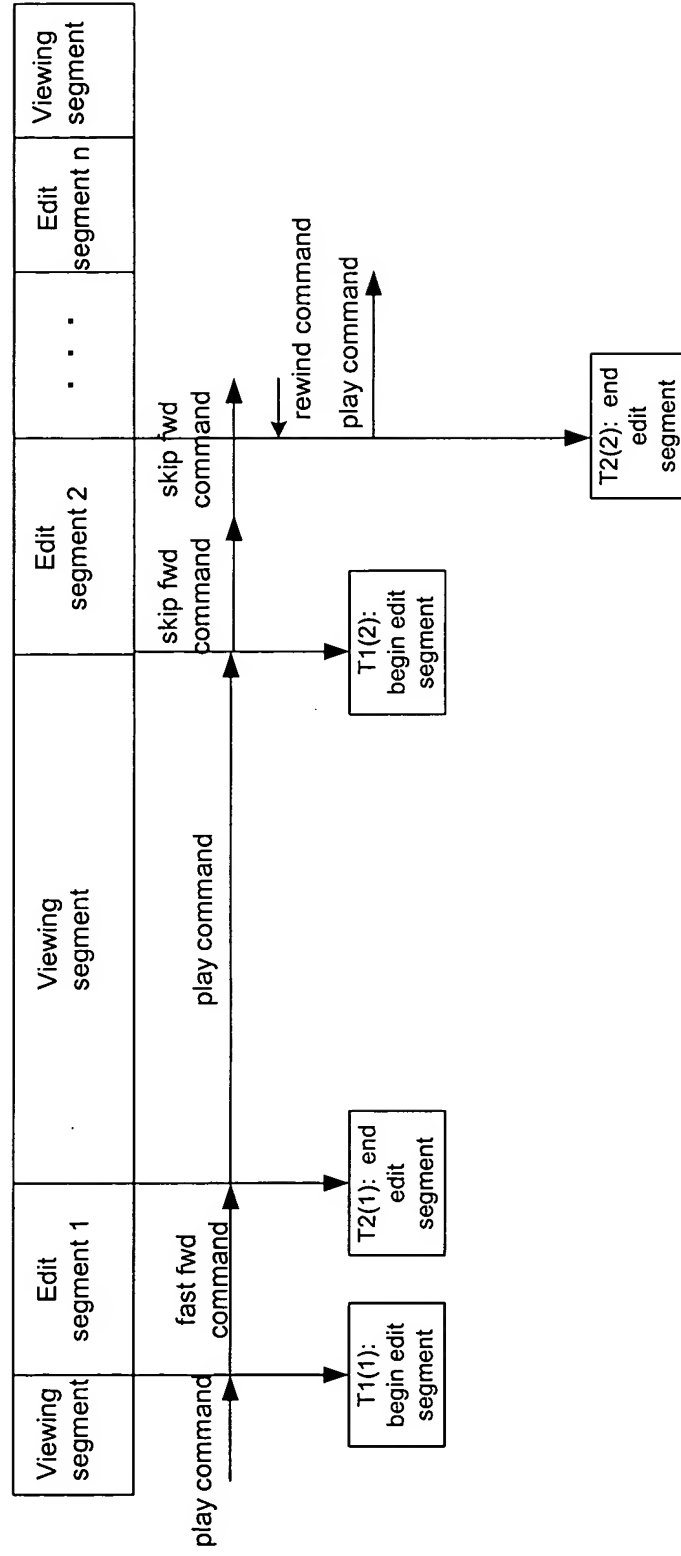 Viewing
segment
Edit
segment 1
Viewing
segment
Edit
segment 2
. . .
Edit
segment n
Viewing
segment
play command
fast fwd
command
play command
skip fwd
command
skip fwd
command
rewind command
play command
T1(1):
begin edit
segment
T2(1): end
edit
segment
T1(2):
begin edit
segment
T2(2): end
edit
segment